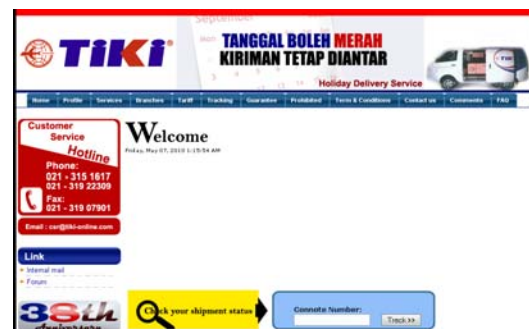 September
TiKi
TANGGAL BOLEH MERAH
KIRIMAN TETAP DIANTAR
Holiday Delivery Service
Home Profile Services Branches Tariff Tracking Guarantee Prohibited Term & Conditions Contact us Comments FAQ
Customer
Service
Hotline
Phone:
021 - 315 1617
021 - 319 22309
Fax:
021 - 319 07901
Email : csr@tiki-online.com
Welcome
Friday, May 07, 2010 1:15:54 AM
Link
Internal mail
Forum
38th
Anniversary
Check your shipment status
Connote Number:
Track >>